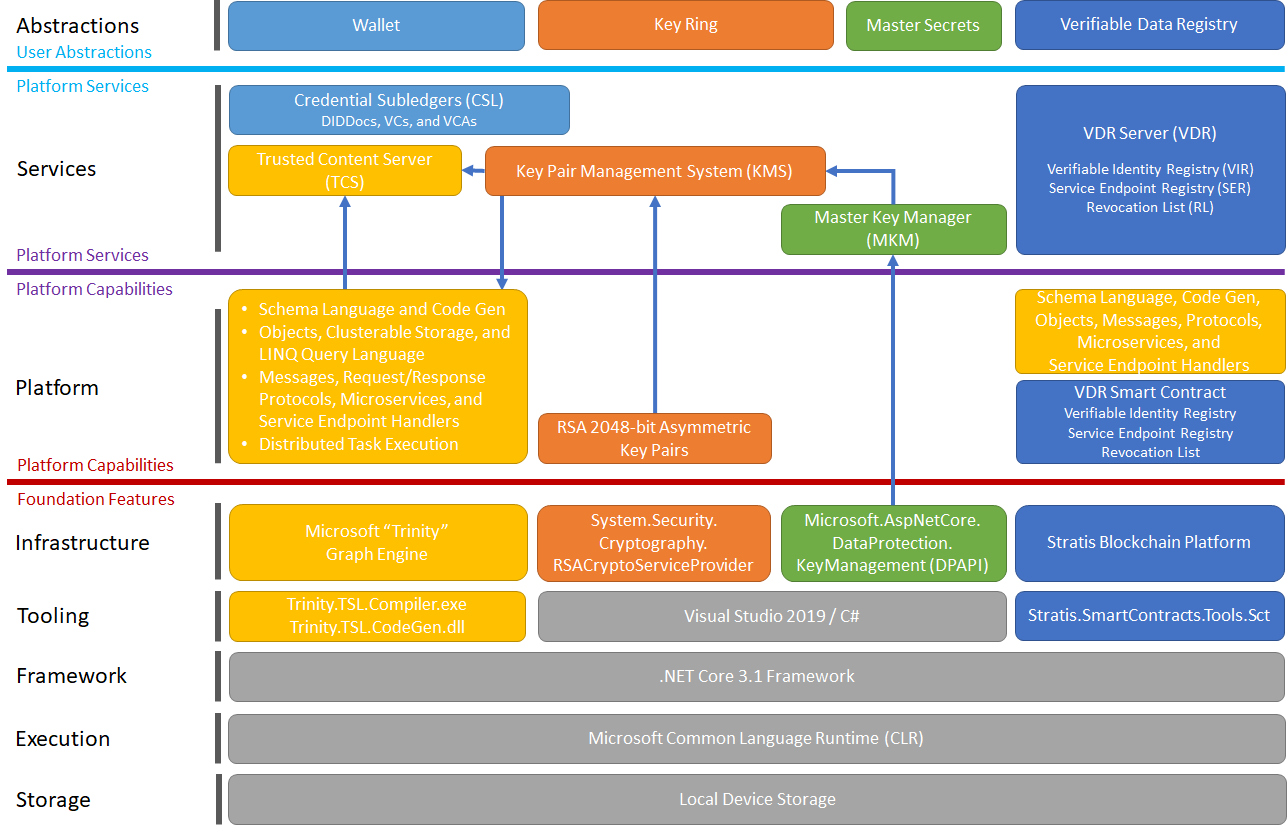 Abstractions
User Abstractions
Wallet
Key Ring
Master Secrets
Verifiable Data Registry
Platform Services
Services
Credential Subledgers (CSL)
DIDDocs, VCs, and VCAs
Trusted Content Server
(TCS)
Key Pair Management System (KMS)
Master Key Manager
(MKM)
VDR Server (VDR)
Verifiable Identity Registry (VIR)
Service Endpoint Registry (SER)
Revocation List (RL)
Platform Services
Platform Capabilities
Platform
• Schema Language and Code Gen
• Objects, Clusterable Storage, and
LINQ Query Language
• Messages, Request/Response
Protocols, Microservices, and
Service Endpoint Handlers
• Distributed Task Execution
RSA 2048-bit Asymmetric
Key Pairs
Schema Language, Code Gen,
Objects, Messages, Protocols,
Microservices, and
Service Endpoint Handlers
VDR Smart Contract
Verifiable Identity Registry
Service Endpoint Registry
Revocation List
Platform Capabilities
Foundation Features
Infrastructure
Microsoft “Trinity”
Graph Engine
System.Security.
Cryptography.
RSACryptoServiceProvider
Microsoft.AspNetCore.
DataProtection.
KeyManagement (DPAPI)
Stratis Blockchain Platform
Tooling
Trinity.TSL.Compiler.exe
Trinity.TSL.CodeGen.dll
Visual Studio 2019 / C#
Stratis.SmartContracts.Tools.Sct
Framework
.NET Core 3.1 Framework
Execution
Microsoft Common Language Runtime (CLR)
Storage
Local Device Storage